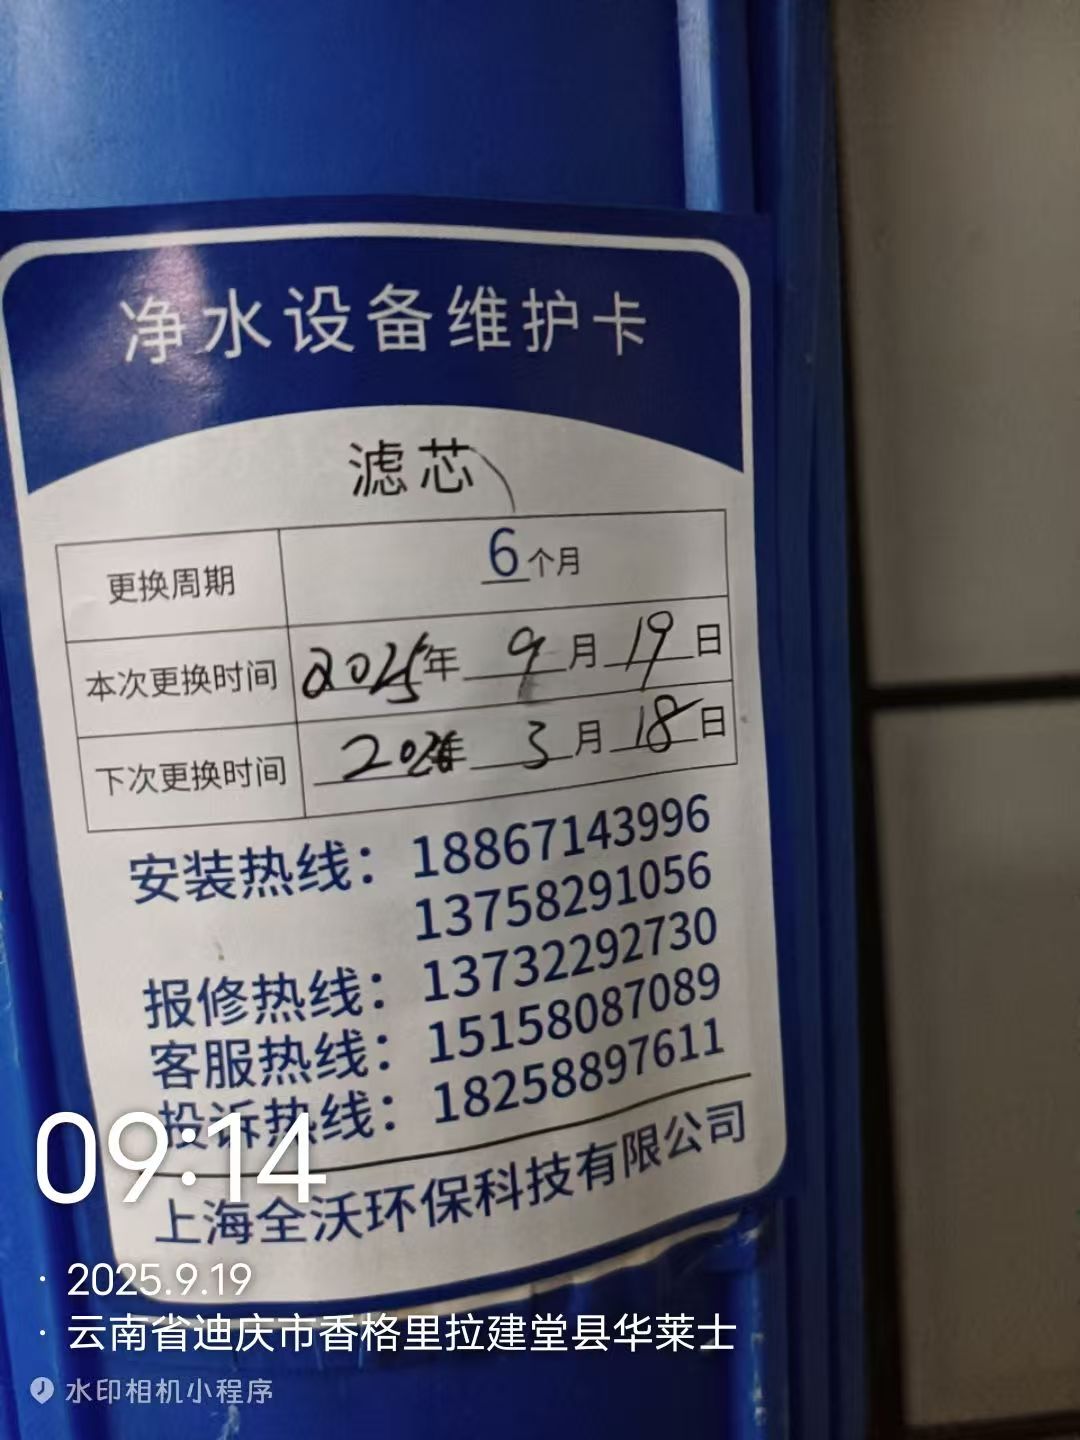 净水设备维护卡
滤芯
更换周期 6个月
本次更换时间 2025年 9月 19日
下次更换时间 2026年 3月 18日
安装热线：18867143996
13758291056
报修热线：13732292730
客服热线：15158087089
投诉热线：18258897611
上海全沃环保科技有限公司
09:14
· 2025.9.19
· 云南省迪庆市香格里拉建堂县华莱士
水印相机小程序